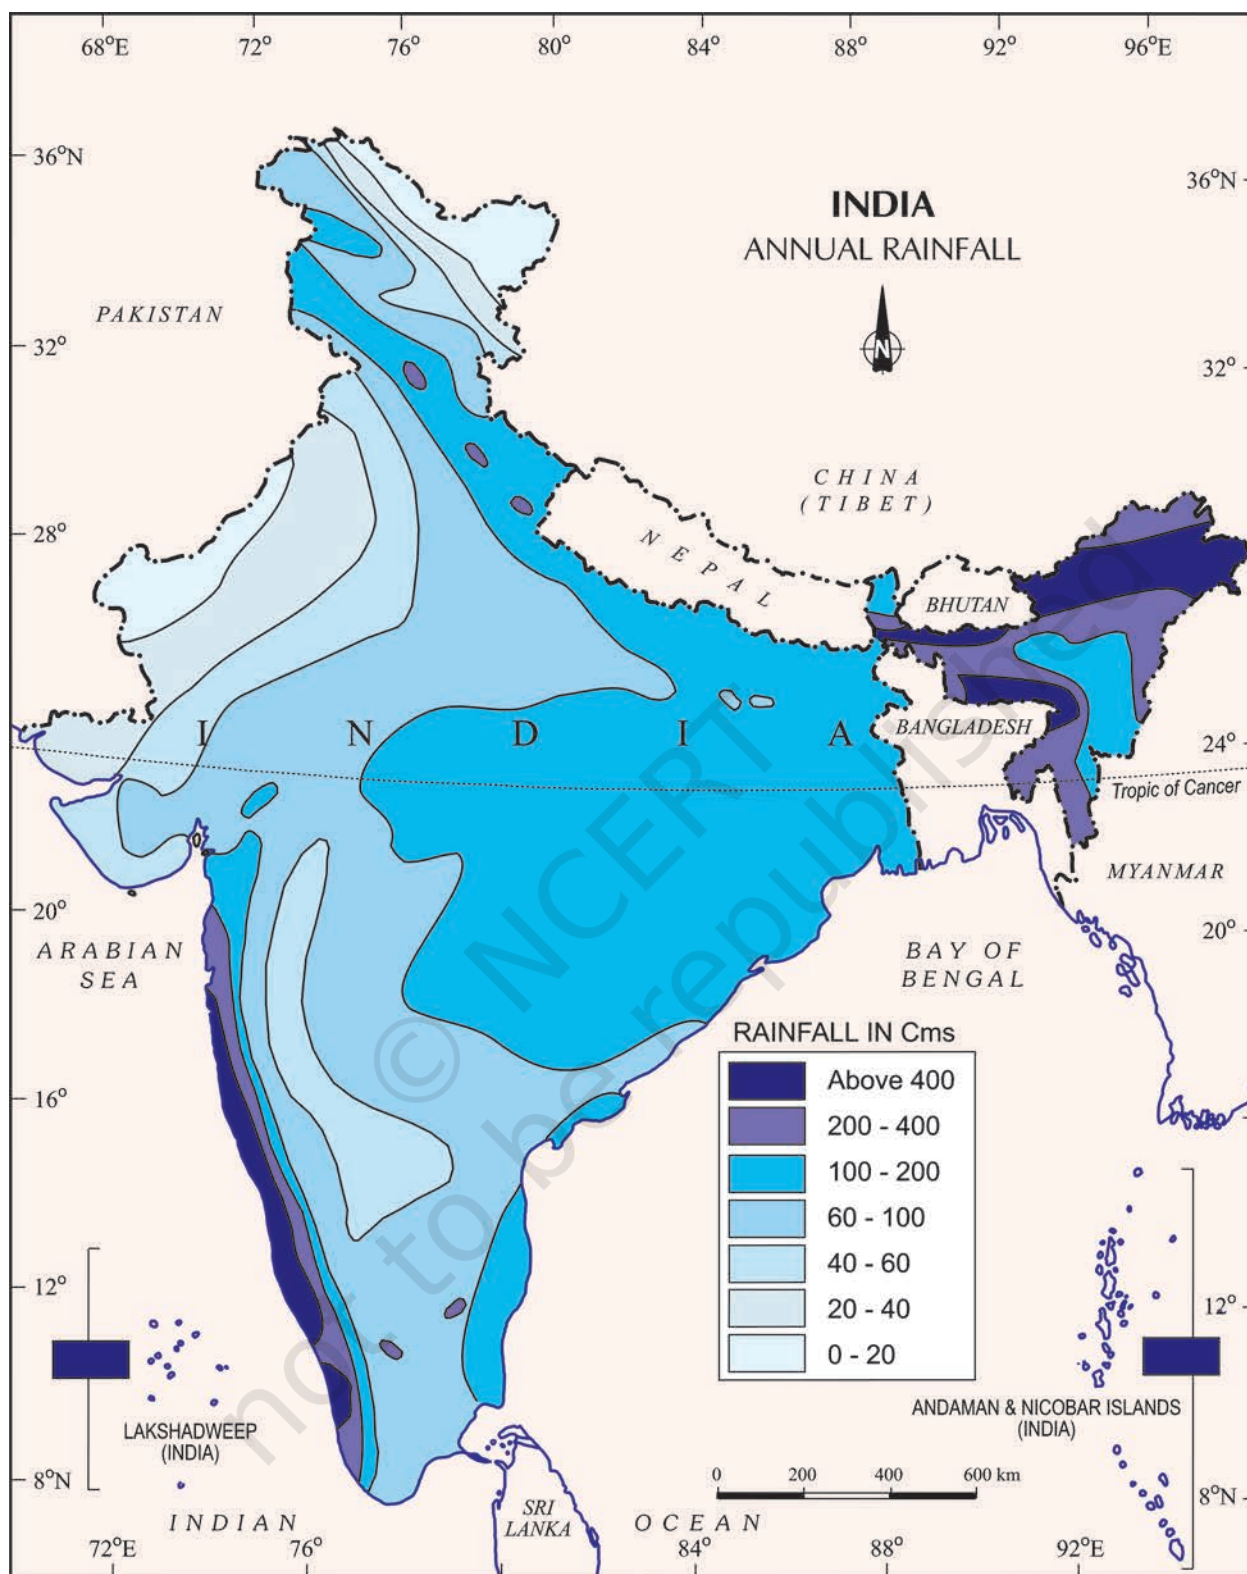 68°E 72° 76° 80° 84° 88° 92° 96°E
36°N
36°N
INDIA
ANNUAL RAINFALL
N
PAKISTAN
32°
32°
CHINA
(TIBET)
28°
28°
NEPAL
BHUTAN
I N D I A
BANGLADESH
24°
24°
Tropic of Cancer
MYANMAR
20°
20°
ARABIAN
SEA
BAY OF
BENGAL
RAINFALL IN Cms
Above 400
200 - 400
100 - 200
60 - 100
40 - 60
20 - 40
0 - 20
16°
12°
12°
LAKSHADWEEP
(INDIA)
ANDAMAN & NICOBAR ISLANDS
(INDIA)
8°N
8°N
0 200 400 600 km
SRI
LANKA
INDIAN OCEAN
72°E 76° 84° 88° 92°E
© NCERT
not to be republished